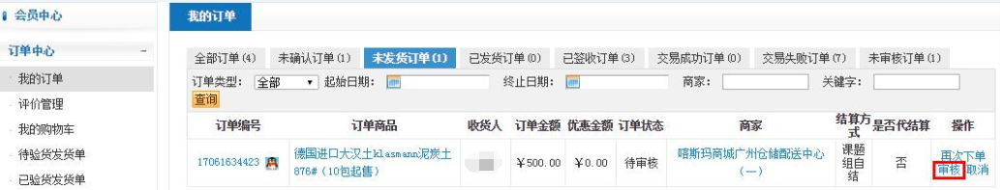 会员中心
我的订单
订单中心 －
我的订单
评价管理
我的购物车
待验货发货单
已验货发货单
全部订单(4) 未确认订单(1) 未发货订单(1) 已发货订单(0) 已签收订单(3) 交易成功订单(0) 交易失败订单(7) 未审核订单(1)
订单类型： 全部 起始日期： 终止日期： 商家： 关键字：
查询
订单编号 订单商品 收货人 订单金额 优惠金额 订单状态 商家 结算方式 是否代结算 操作
17061634423 德国进口大汉土klasmann泥炭土876#（10包起售） ￥500.00 ￥0.00 待审核 喀斯玛商城广州仓储配送中心（一） 课题组自结 否 再次下单
审核 取消